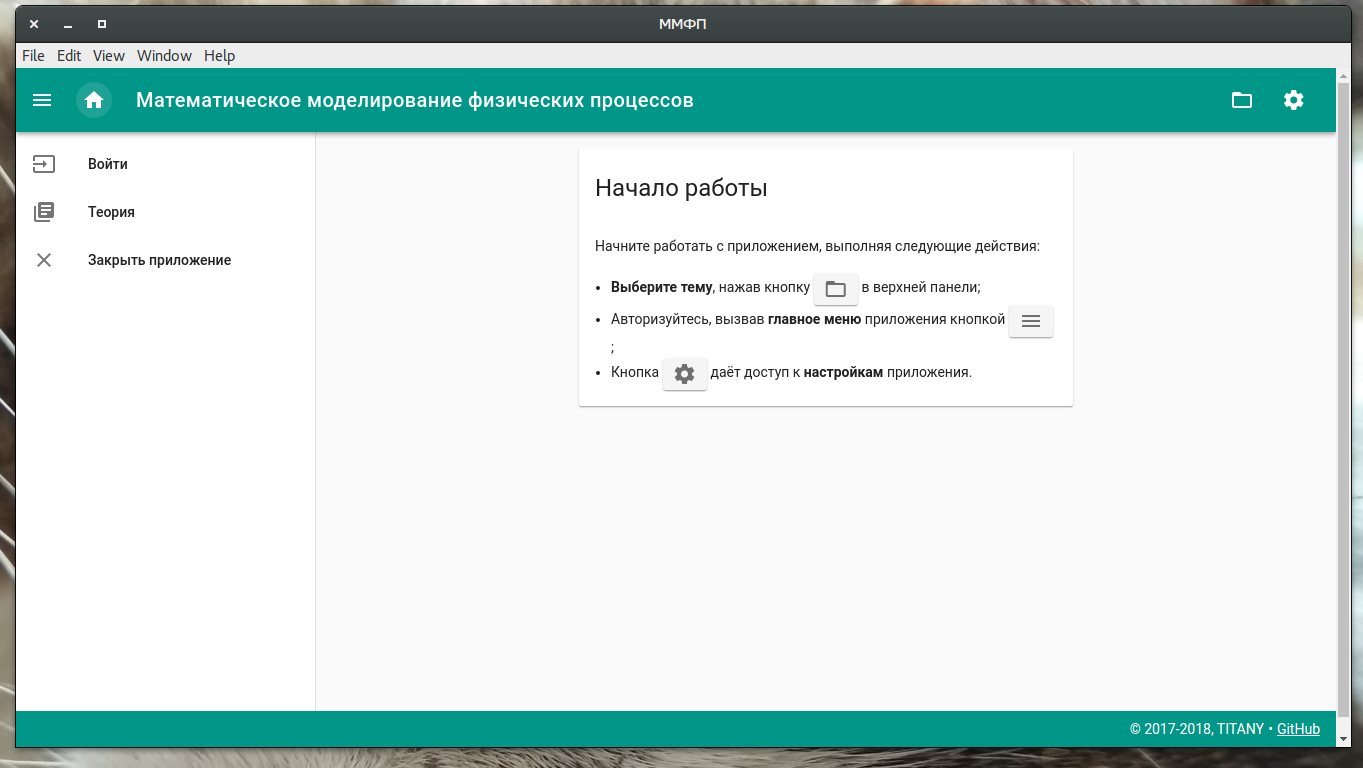 ММФП
File Edit View Window Help
Математическое моделирование физических процессов
Войти
Теория
Закрыть приложение
Начало работы
Начните работать с приложением, выполняя следующие действия:
• Выберите тему, нажав кнопку в верхней панели;
• Авторизуйтесь, вызвав главное меню приложения кнопкой
;
• Кнопка даёт доступ к настройкам приложения.
© 2017-2018, TITANY • GitHub